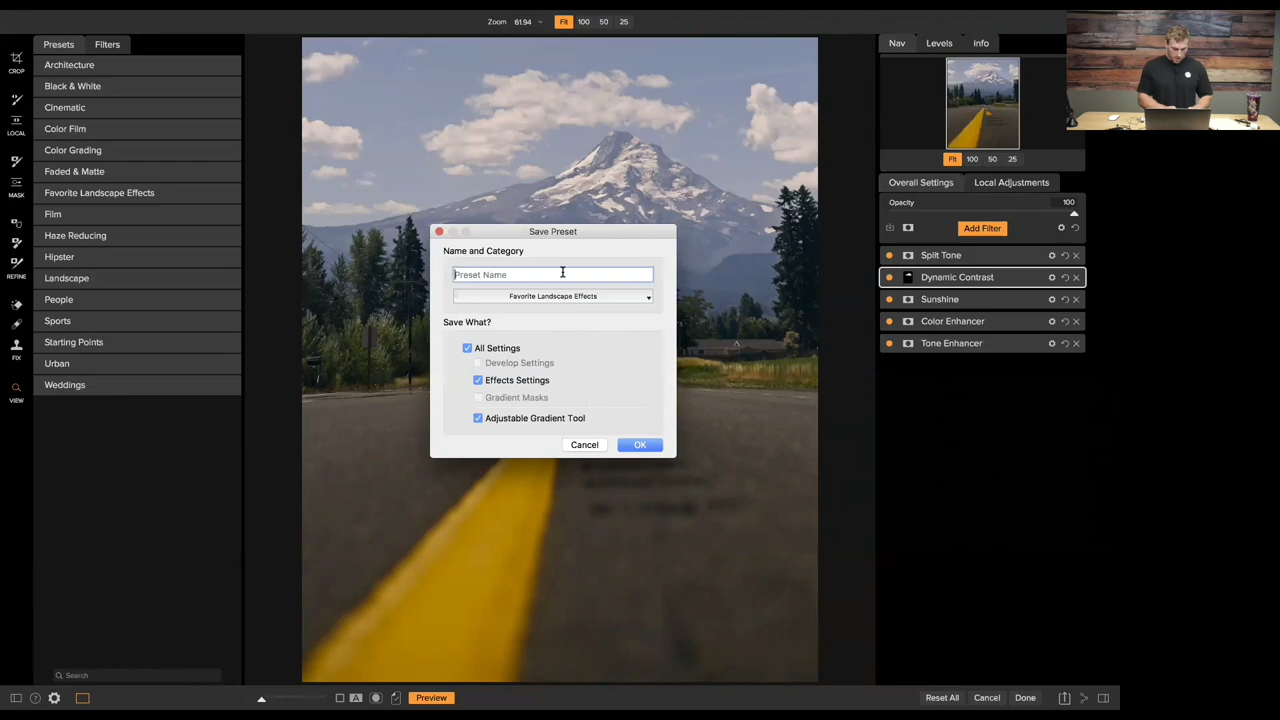 Zoom 61.94 Fit 100 50 25
Presets Filters
Architecture
Black & White
Cinematic
Color Film
Color Grading
Faded & Matte
Favorite Landscape Effects
Film
Haze Reducing
Hipster
Landscape
People
Sports
Starting Points
Urban
Weddings
CROP
LOCAL
MASK
REFINE
FIX
VIEW
Search
Save Preset
Name and Category
Preset Name
Favorite Landscape Effects
Save What?
All Settings
Develop Settings
Effects Settings
Gradient Masks
Adjustable Gradient Tool
Cancel OK
Nav Levels Info
Fit 100 50 25
Overall Settings Local Adjustments
Opacity 100
Add Filter
Split Tone
Dynamic Contrast
Sunshine
Color Enhancer
Tone Enhancer
? A Preview
Reset All Cancel Done